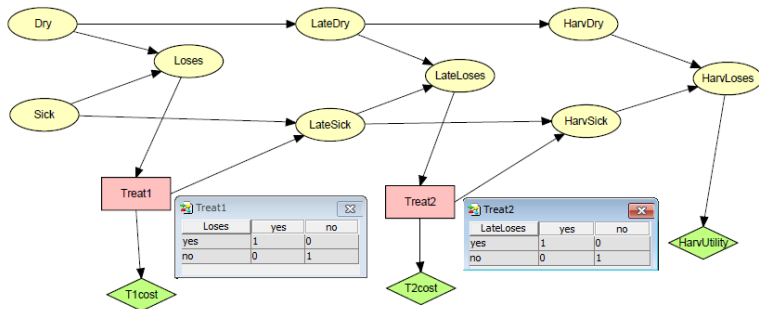 Dry
LateDry
HarvDry
Loses
LateLoses
HarvLoses
Sick
LateSick
HarvSick
Treat1
Treat2
Treat1
Loses yes no
yes 1 0
no 0 1
Treat2
LateLoses yes no
yes 1 0
no 0 1
HarvUtility
T1cost
T2cost